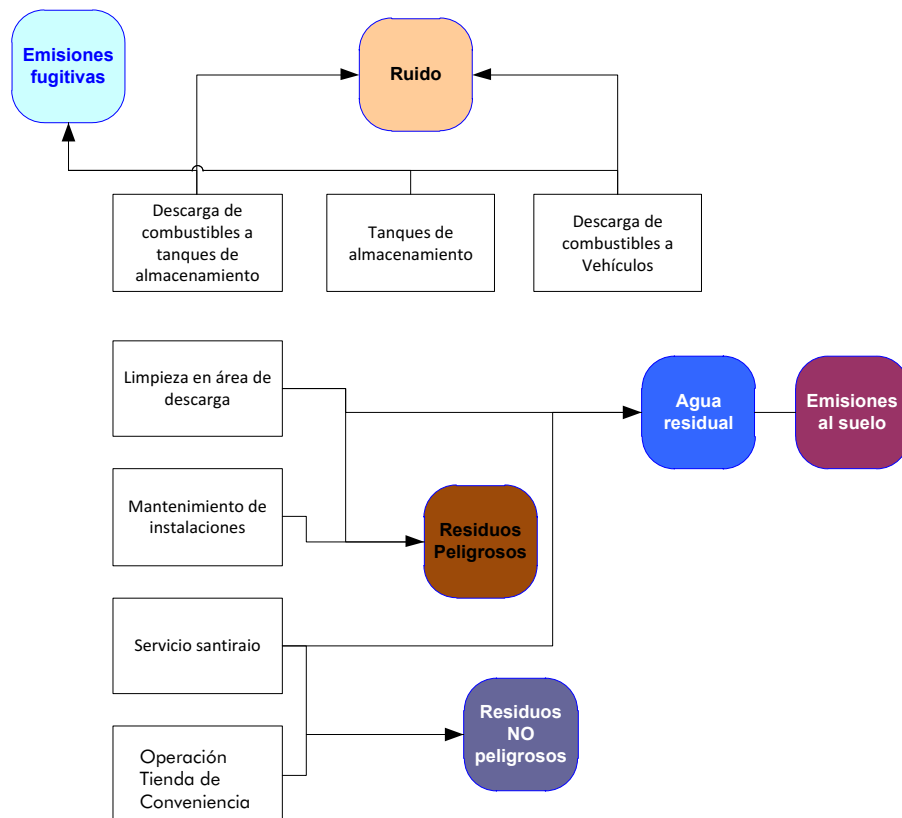 Emisiones
fugitivas
Ruido
Descarga de
combustibles a
tanques de
almacenamiento
Tanques de
almacenamiento
Descarga de
combustibles a
Vehículos
Limpieza en área de
descarga
Agua
residual
Emisiones
al suelo
Mantenimiento de
instalaciones
Residuos
Peligrosos
Servicio santiraio
Residuos
NO
peligrosos
Operación
Tienda de
Conveniencia